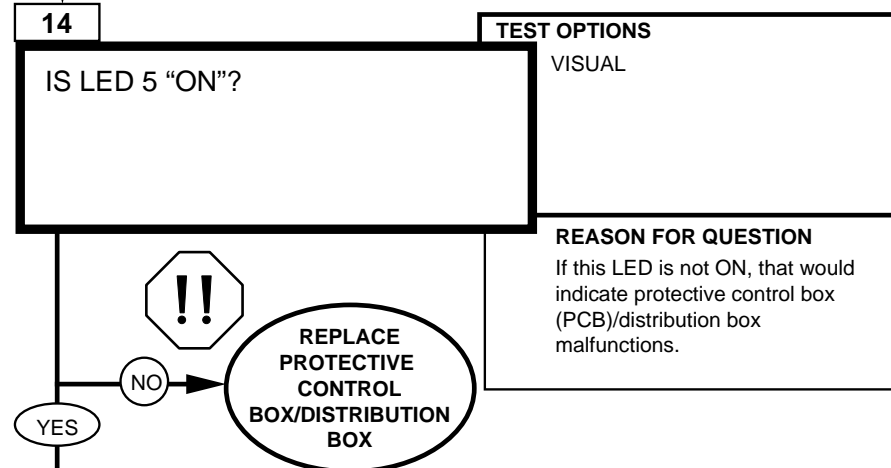 14
IS LED 5 “ON”?
TEST OPTIONS
VISUAL
REASON FOR QUESTION
If this LED is not ON, that would
indicate protective control box
(PCB)/distribution box
malfunctions.
!!
NO
REPLACE
PROTECTIVE
CONTROL
BOX/DISTRIBUTION
BOX
YES